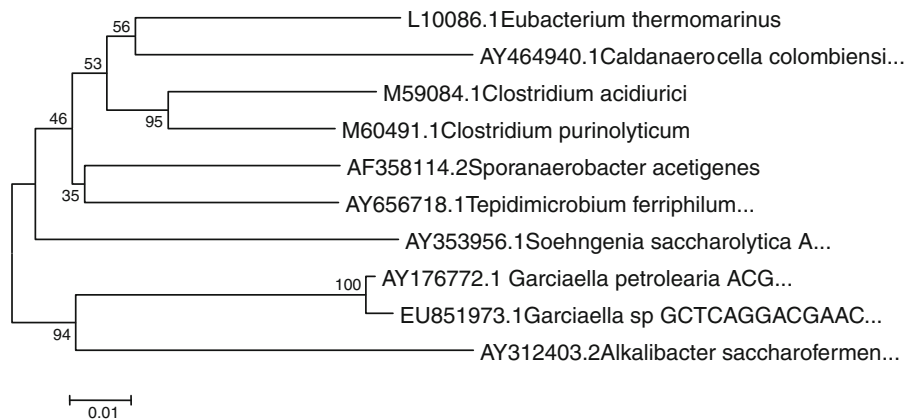 56
L10086.1Eubacterium thermomarinus
53
AY464940.1Caldanaerocella colombiensi...
M59084.1Clostridium acidiurici
95
46
M60491.1Clostridium purinolyticum
AF358114.2Sporanaerobacter acetigenes
35
AY656718.1Tepidimicrobium ferriphilum...
AY353956.1Soehngenia saccharolytica A...
100
AY176772.1 Garciaella petrolearia ACG...
EU851973.1Garciaella sp GCTCAGGACGAAC...
94
AY312403.2Alkalibacter saccharofermen...
0.01